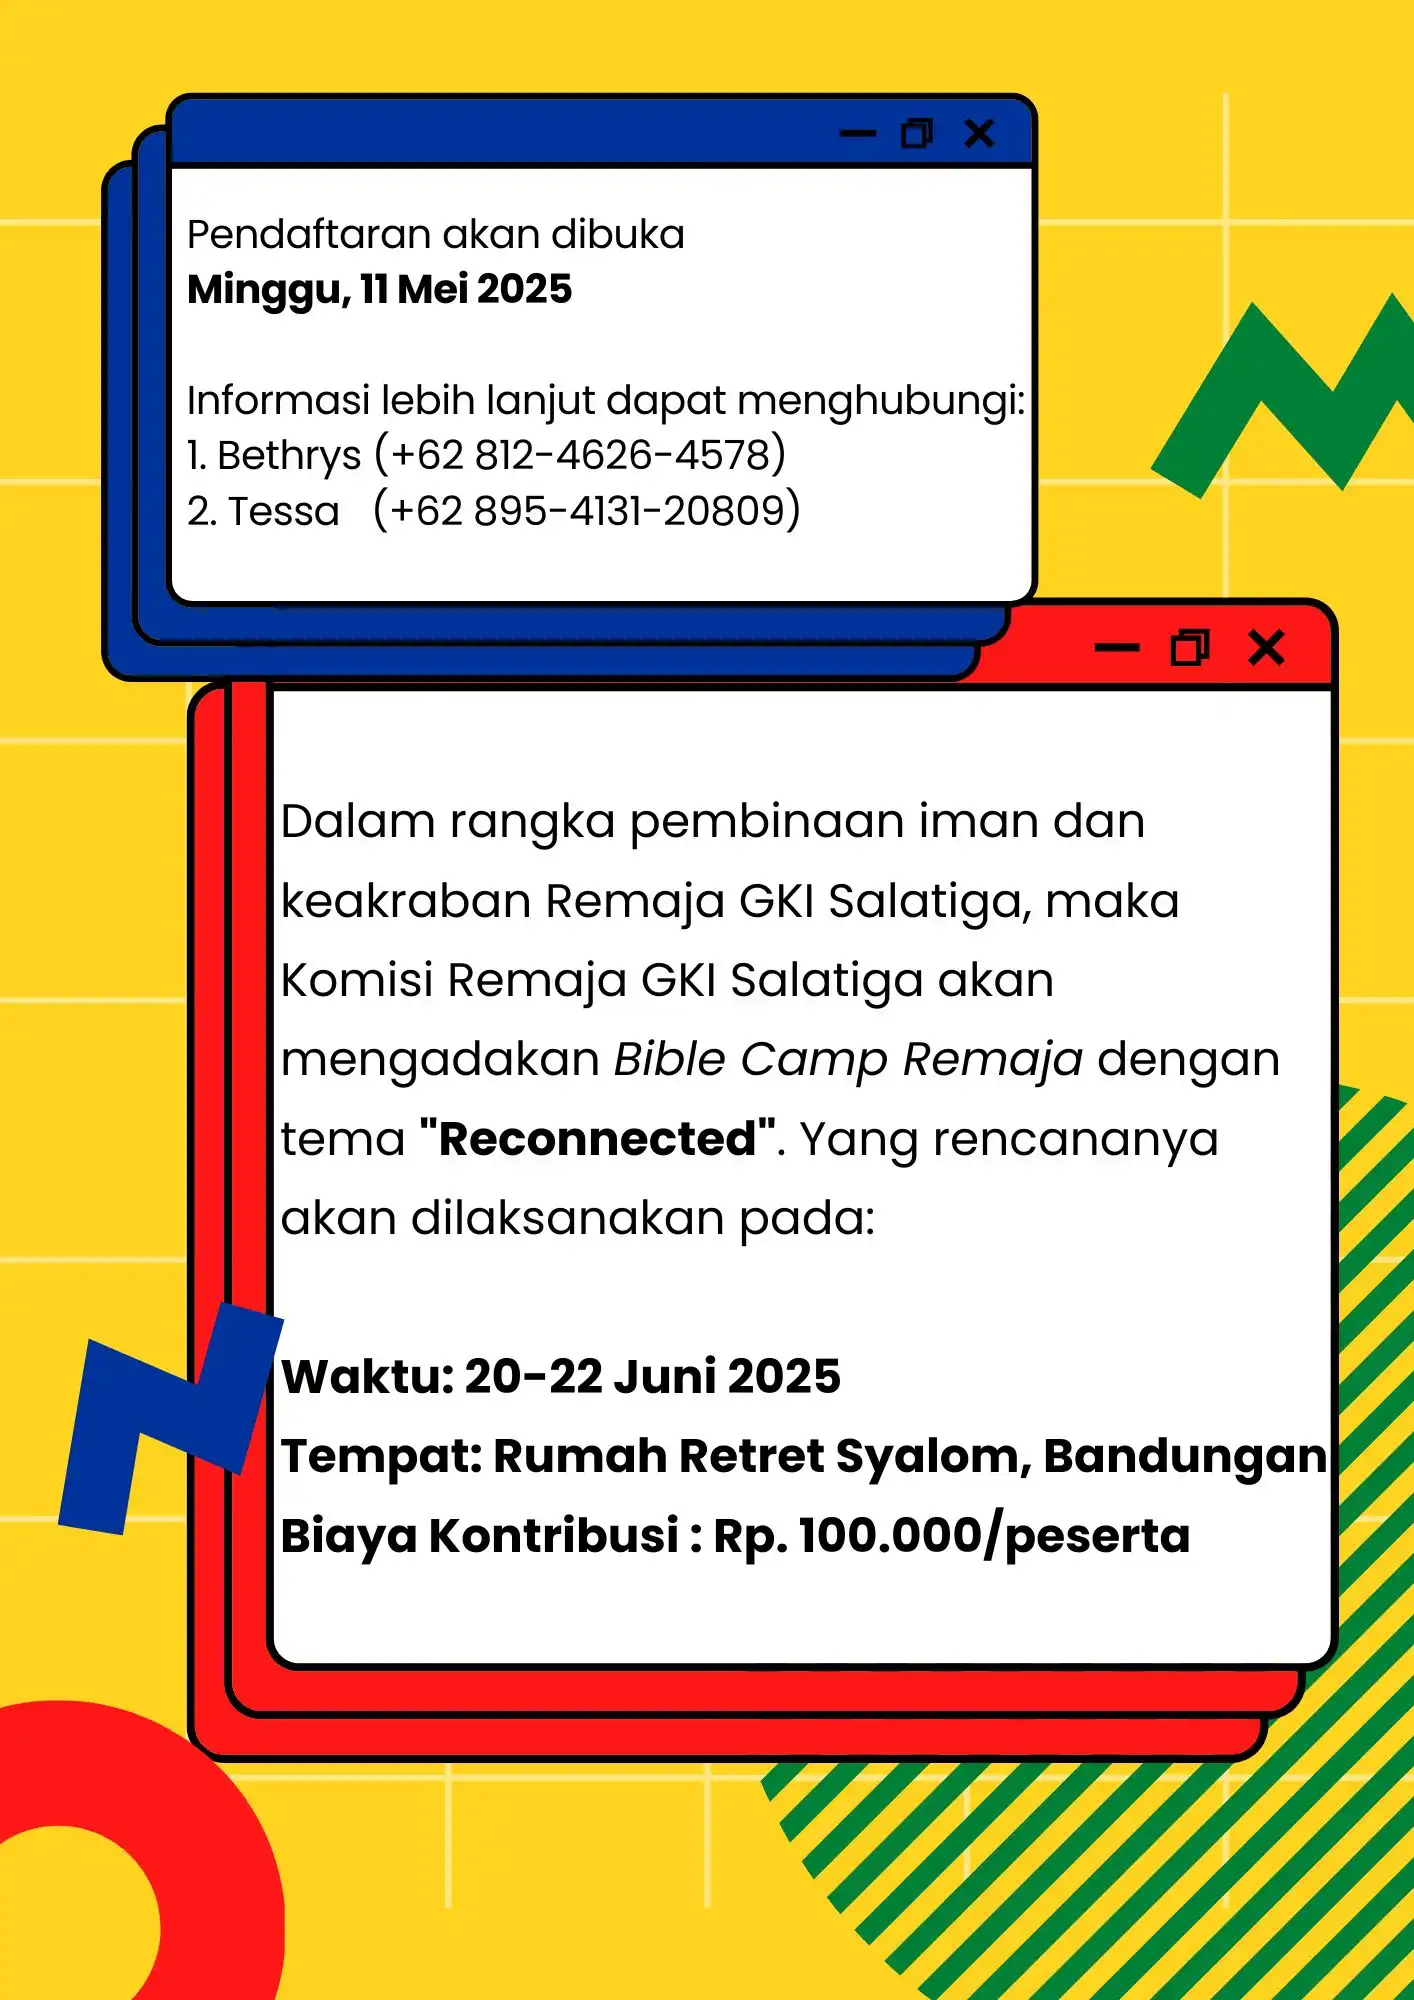 Pendaftaran akan dibuka
Minggu, 11 Mei 2025
Informasi lebih lanjut dapat menghubungi:
1. Bethrys (+62 812-4626-4578)
2. Tessa (+62 895-4131-20809)
Dalam rangka pembinaan iman dan
keakraban Remaja GKI Salatiga, maka
Komisi Remaja GKI Salatiga akan
mengadakan Bible Camp Remaja dengan
tema "Reconnected". Yang rencananya
akan dilaksanakan pada:
Waktu: 20-22 Juni 2025
Tempat: Rumah Retret Syalom, Bandungan
Biaya Kontribusi : Rp. 100.000/peserta